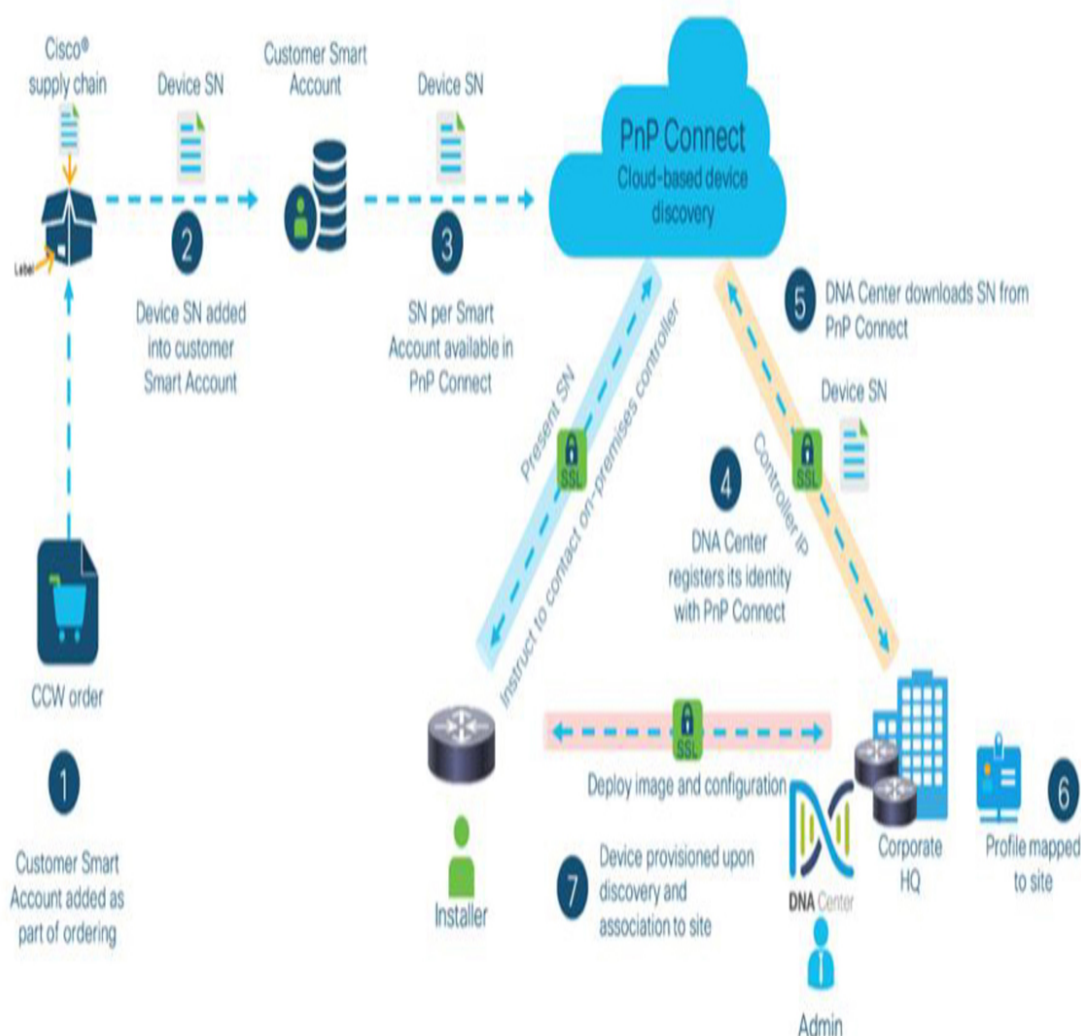 Cisco®
supply chain
Device SN
Customer Smart
Account
Device SN
PnP Connect
Cloud-based device
discovery
Label
2
Device SN added
into customer
Smart Account
3
SN per Smart
Account available in
PnP Connect
5
DNA Center downloads SN from
PnP Connect
Device SN
Present SN
SSL
Instruct to contact on-premises controller
4
DNA Center
registers its identity
with PnP Connect
Controller IP
SSL
CCW order
1
Customer Smart
Account added as
part of ordering
SSL
Deploy image and configuration
Installer
7
Device provisioned upon
discovery and
association to site
DNA Center
Admin
Corporate
HQ
6
Profile mapped
to site